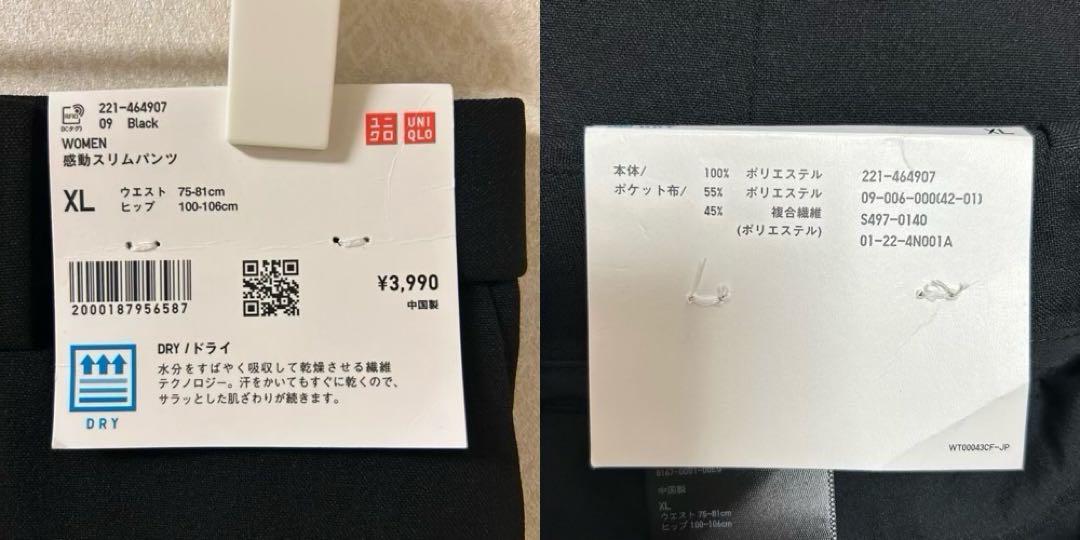 221-464907
09 Black
WOMEN
感動スリムパンツ
ユニクロ
UNIQLO
XL
ウエスト 75-81cm
ヒップ 100-106cm
2000187956587
¥3,990
中国製
DRY / ドライ
水分をすばやく吸収して乾燥させる繊維
テクノロジー。汗をかいてもすぐに乾くので、
サラッとした肌ざわりが続きます。
DRY
XL
本体/ 100% ポリエステル
ポケット布/ 55% ポリエステル
45% 複合繊維
(ポリエステル)
221-464907
09-006-000(42-01)
S497-0140
01-22-4N001A
WT00043CF-JP
中国製
XL
ウエスト 75-81cm
ヒップ 100-106cm